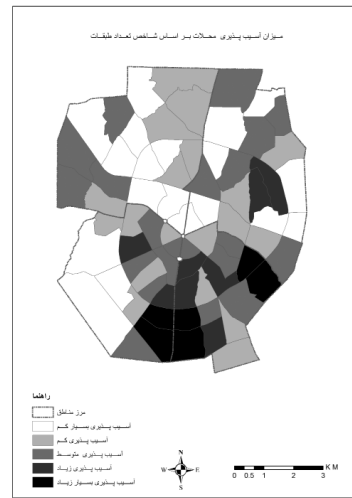 میزان آسیب پذیری محلات بر اساس شاخص تعداد طبقات
راهنما
مرز مناطق
آسیب پذیری بسیار کم
آسیب پذیری کم
آسیب پذیری متوسط
آسیب پذیری زیاد
آسیب پذیری بسیار زیاد
N
W E
S
KM
0 0.5 1 2 3